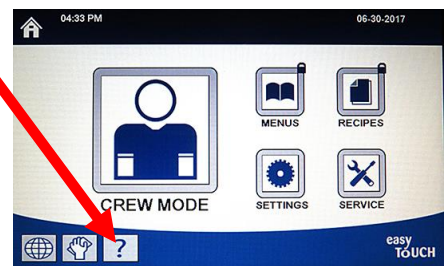 04:33 PM
06-30-2017
MENUS
RECIPES
CREW MODE
SETTINGS
SERVICE
?
easy
TOUCH